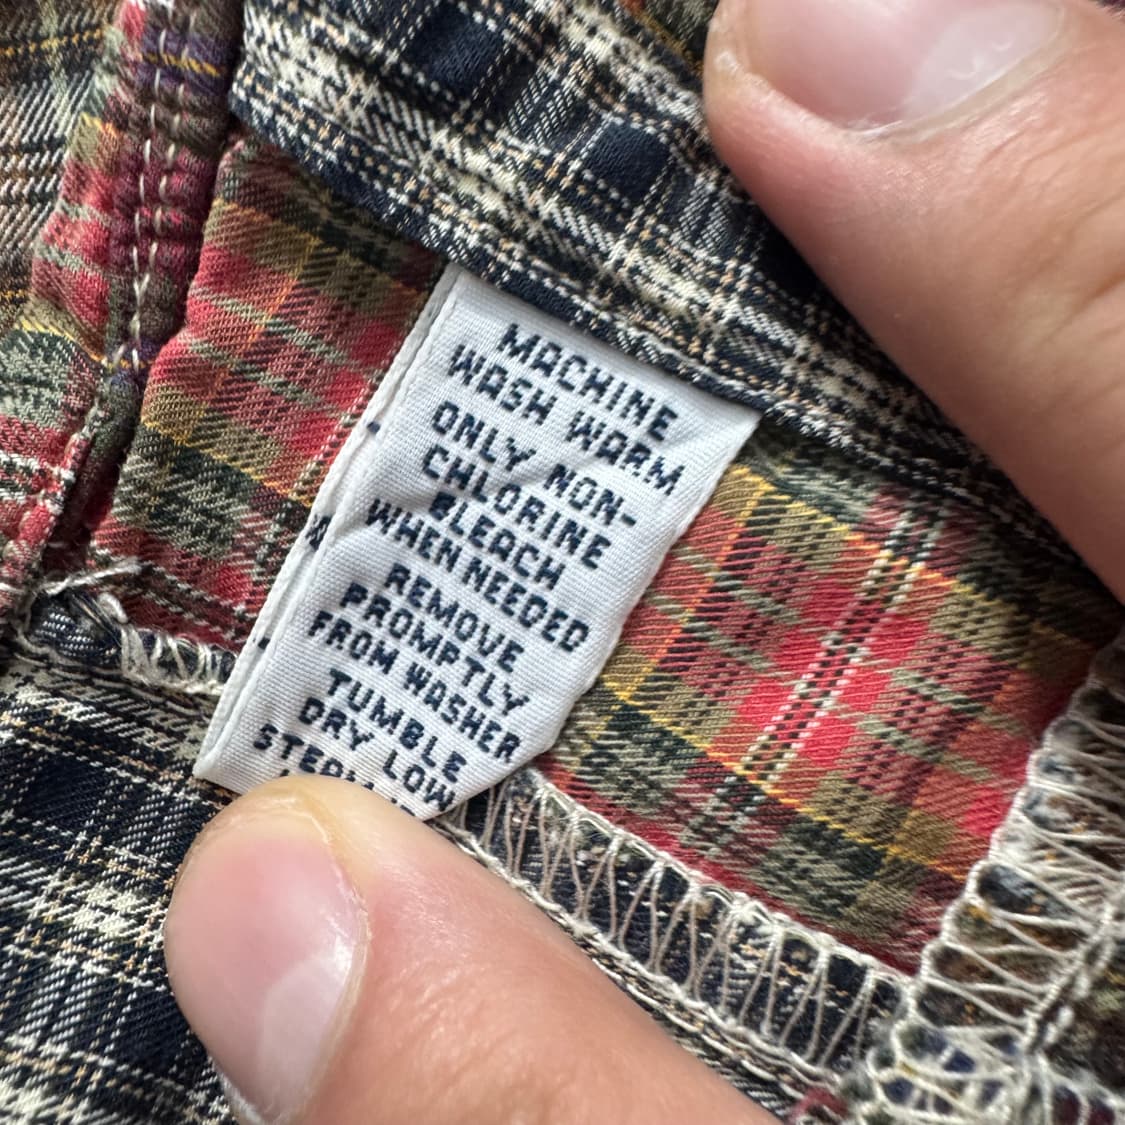 MACHINE
WASH WARM
ONLY NON-
CHLORINE
BLEACH
WHEN NEEDED
REMOVE
PROMPTLY
FROM WASHER
TUMBLE
DRY LOW